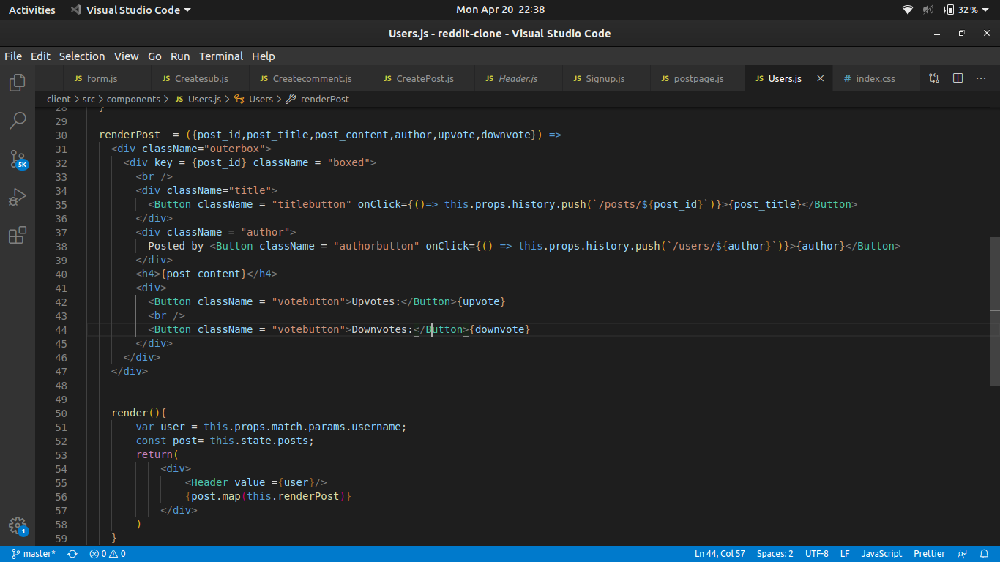 Activities Visual Studio Code Mon Apr 20 22:38 32 %
Users.js - reddit-clone - Visual Studio Code
File Edit Selection View Go Run Terminal Help
JS form.js JS Createsub.js JS Createcomment.js JS CreatePost.js JS Header.js JS Signup.js JS postpage.js JS Users.js # index.css
client > src > components > JS Users.js > Users > renderPost
28 }
29
30 renderPost  = ({post_id,post_title,post_content,author,upvote,downvote}) =>
31 <div className="outerbox">
32 <div key = {post_id} className = "boxed">
33 <br />
34 <div className="title">
35 <Button className = "titlebutton" onClick={()=> this.props.history.push(`/posts/${post_id}`)}>{post_title}</Button>
36 </div>
37 <div className = "author">
38 Posted by <Button className = "authorbutton" onClick={() => this.props.history.push(`/users/${author}`)}>{author}</Button>
39 </div>
40 <h4>{post_content}</h4>
41 <div>
42 <Button className = "votebutton">Upvotes:</Button>{upvote}
43 <br />
44 <Button className = "votebutton">Downvotes:</Button>{downvote}
45 </div>
46 </div>
47 </div>
48
49
50 render(){
51 var user = this.props.match.params.username;
52 const post= this.state.posts;
53 return(
54 <div>
55 <Header value ={user}/>
56 {post.map(this.renderPost)}
57 </div>
58 )
59 }
5K
1
master* 0 0 Ln 44, Col 57 Spaces: 2 UTF-8 LF JavaScript Prettier